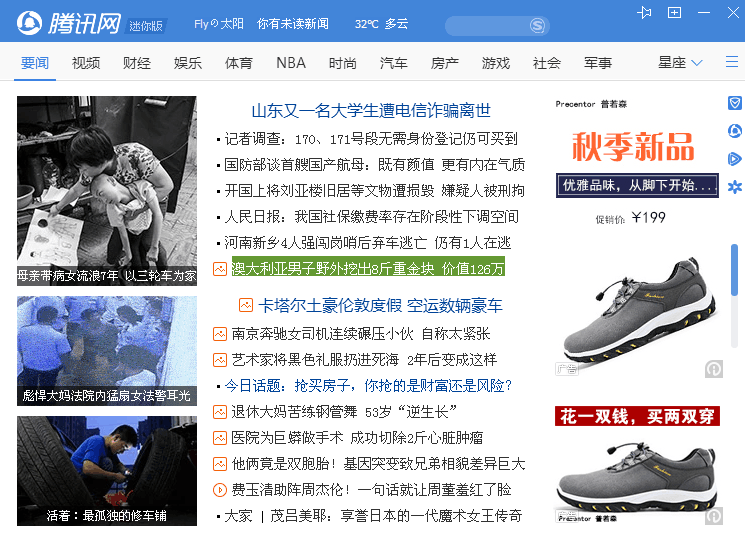 腾讯网 迷你版 Flyの太阳 你有未读新闻 32℃ 多云
要闻 视频 财经 娱乐 体育 NBA 时尚 汽车 房产 游戏 社会 军事 星座
母亲带病女流浪7年 以三轮车为家
彪悍大妈法院内猛扇女法警耳光
活着：最孤独的修车铺
山东又一名大学生遭电信诈骗离世
记者调查：170、171号段无需身份登记仍可买到
国防部谈首艘国产航母：既有颜值 更有内在气质
开国上将刘亚楼旧居等文物遭损毁 嫌疑人被刑拘
人民日报：我国社保缴费率存在阶段性下调空间
河南新乡4人强闯岗哨后弃车逃亡 仍有1人在逃
澳大利亚男子野外挖出8斤重金块 价值126万
卡塔尔土豪伦敦度假 空运数辆豪车
南京奔驰女司机连续碾压小伙 自称太紧张
艺术家将黑色礼服扔进死海 2年后变成这样
今日话题：抢买房子，你抢的是财富还是风险？
退休大妈苦练钢管舞 53岁“逆生长”
医院为巨蟒做手术 成功切除2斤心脏肿瘤
他俩竟是双胞胎！基因突变致兄弟相貌差异巨大
费玉清助阵周杰伦！一句话就让周董羞红了脸
大家 | 茂吕美耶：享誉日本的一代魔术女王传奇
Precentor 普若森
秋季新品
优雅品味，从脚下开始....
促销价: ¥199
广告
花一双钱，买两双穿
广告
Precentor 普若森